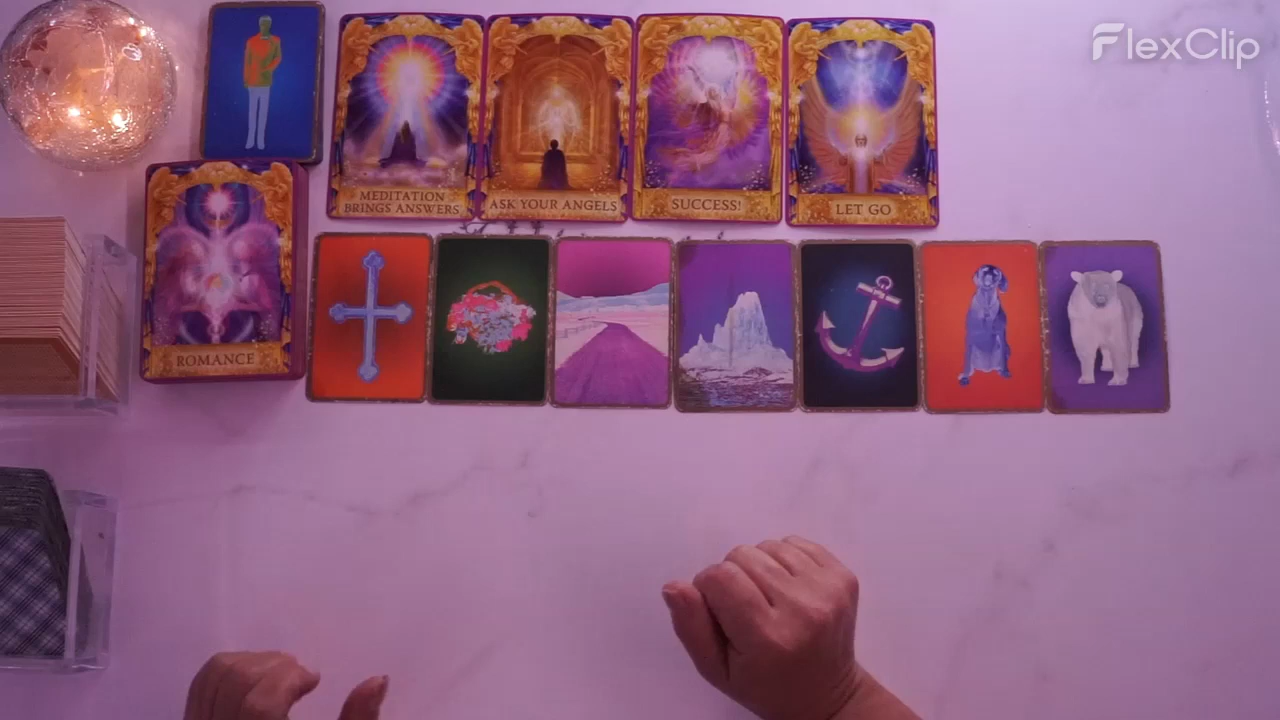 FlexClip
MEDITATION
BRINGS ANSWERS
ASK YOUR ANGELS
SUCCESS!
LET GO
ROMANCE